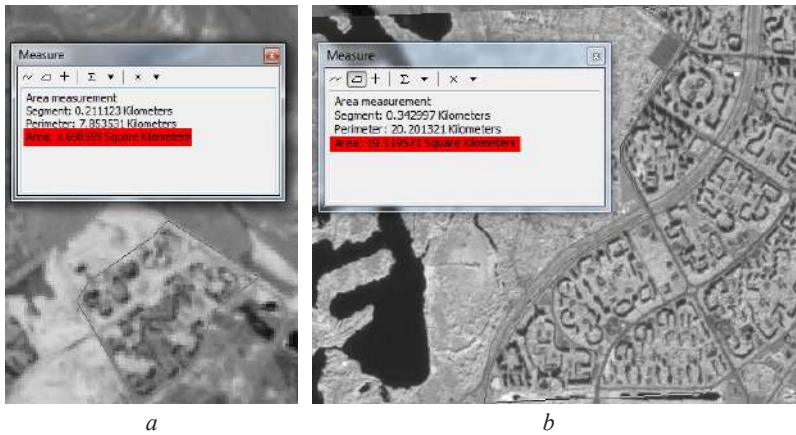 Measure
Σ
Area measurement
Segment: 0.211123 Kilometers
Perimeter: 7.853531 Kilometers
Square Kilometers
Measure
Σ
Area measurement
Segment: 0.342997 Kilometers
Perimeter: 20.201321 Kilometers
Area: 19.119571 Square Kilometers
a
b